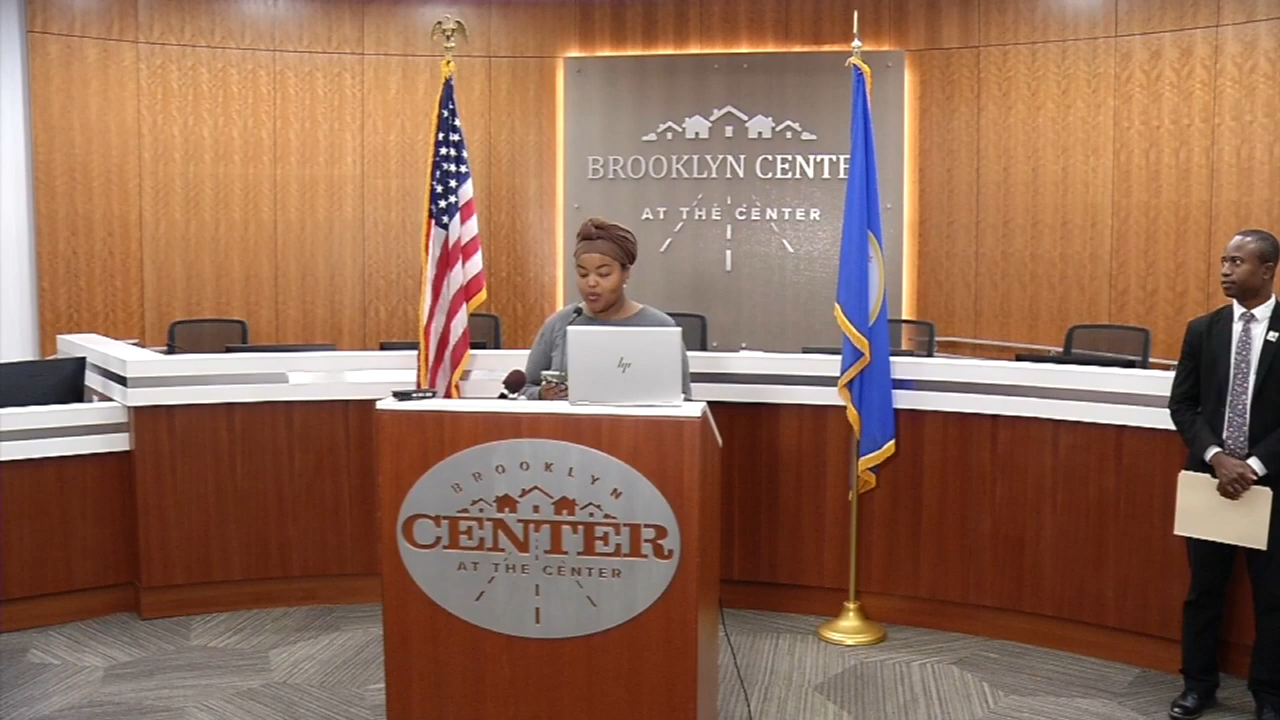 BROOKLYN CENTE
AT THE CENTER
hp
BROOKLYN
CENTER
AT THE CENTER